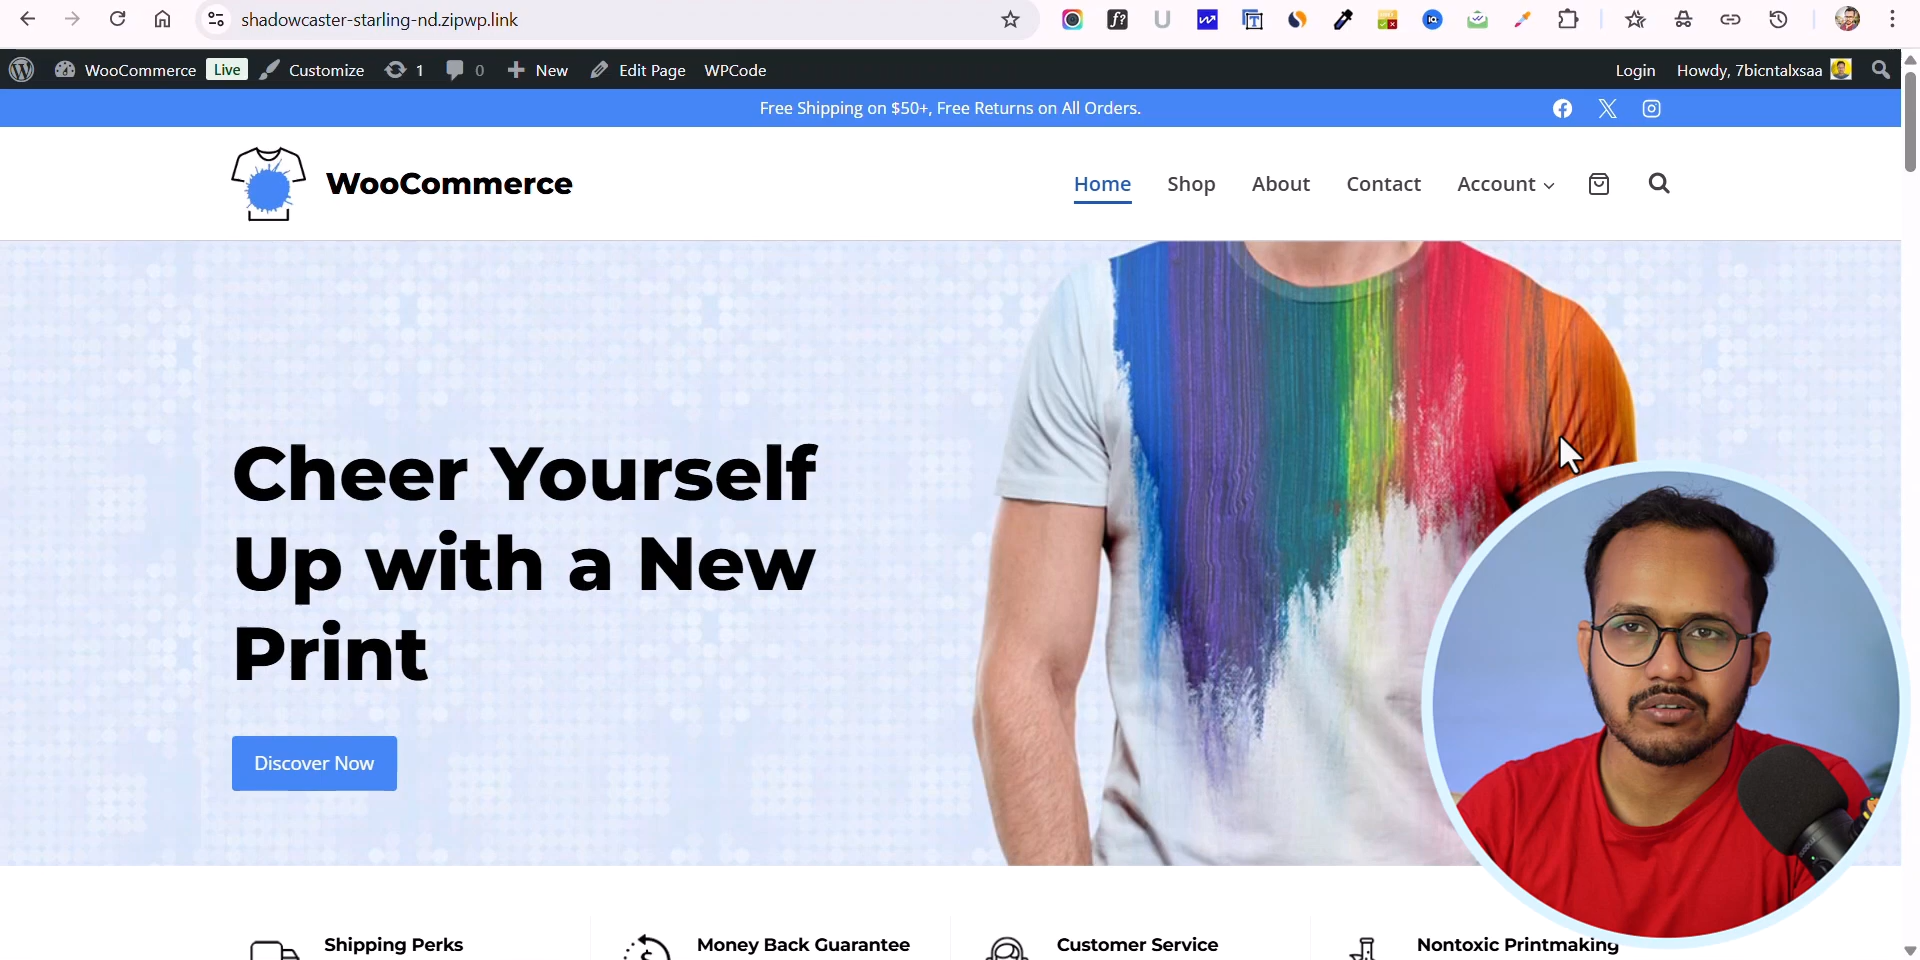 shadowcaster-starling-nd.zipwp.link
WooCommerce Live Customize 1 0 New Edit Page WPCode Login Howdy, 7bicntalxsaa
Free Shipping on $50+, Free Returns on All Orders.
WooCommerce
Home Shop About Contact Account
Cheer Yourself
Up with a New
Print
Discover Now
Shipping Perks Money Back Guarantee Customer Service Nontoxic Printmaking